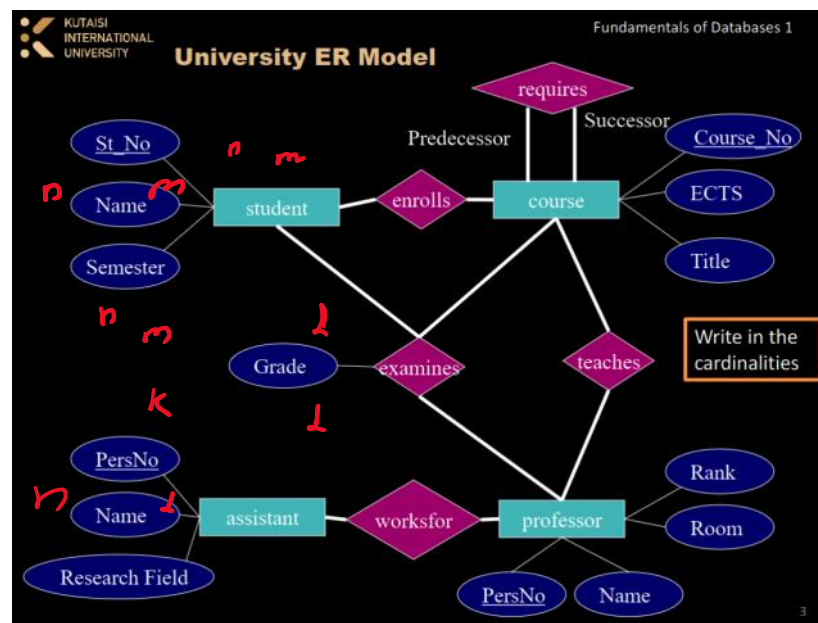 KUTAISI
INTERNATIONAL
UNIVERSITY
Fundamentals of Databases 1
University ER Model
requires
Predecessor
Successor
St_No
n m
Course_No
n
Name
m
student
enrolls
course
ECTS
Semester
Title
n
m
1
Write in the
cardinalities
Grade
examines
teaches
k
1
PersNo
Rank
n
Name
1
assistant
worksfor
professor
Room
Research Field
PersNo
Name
3